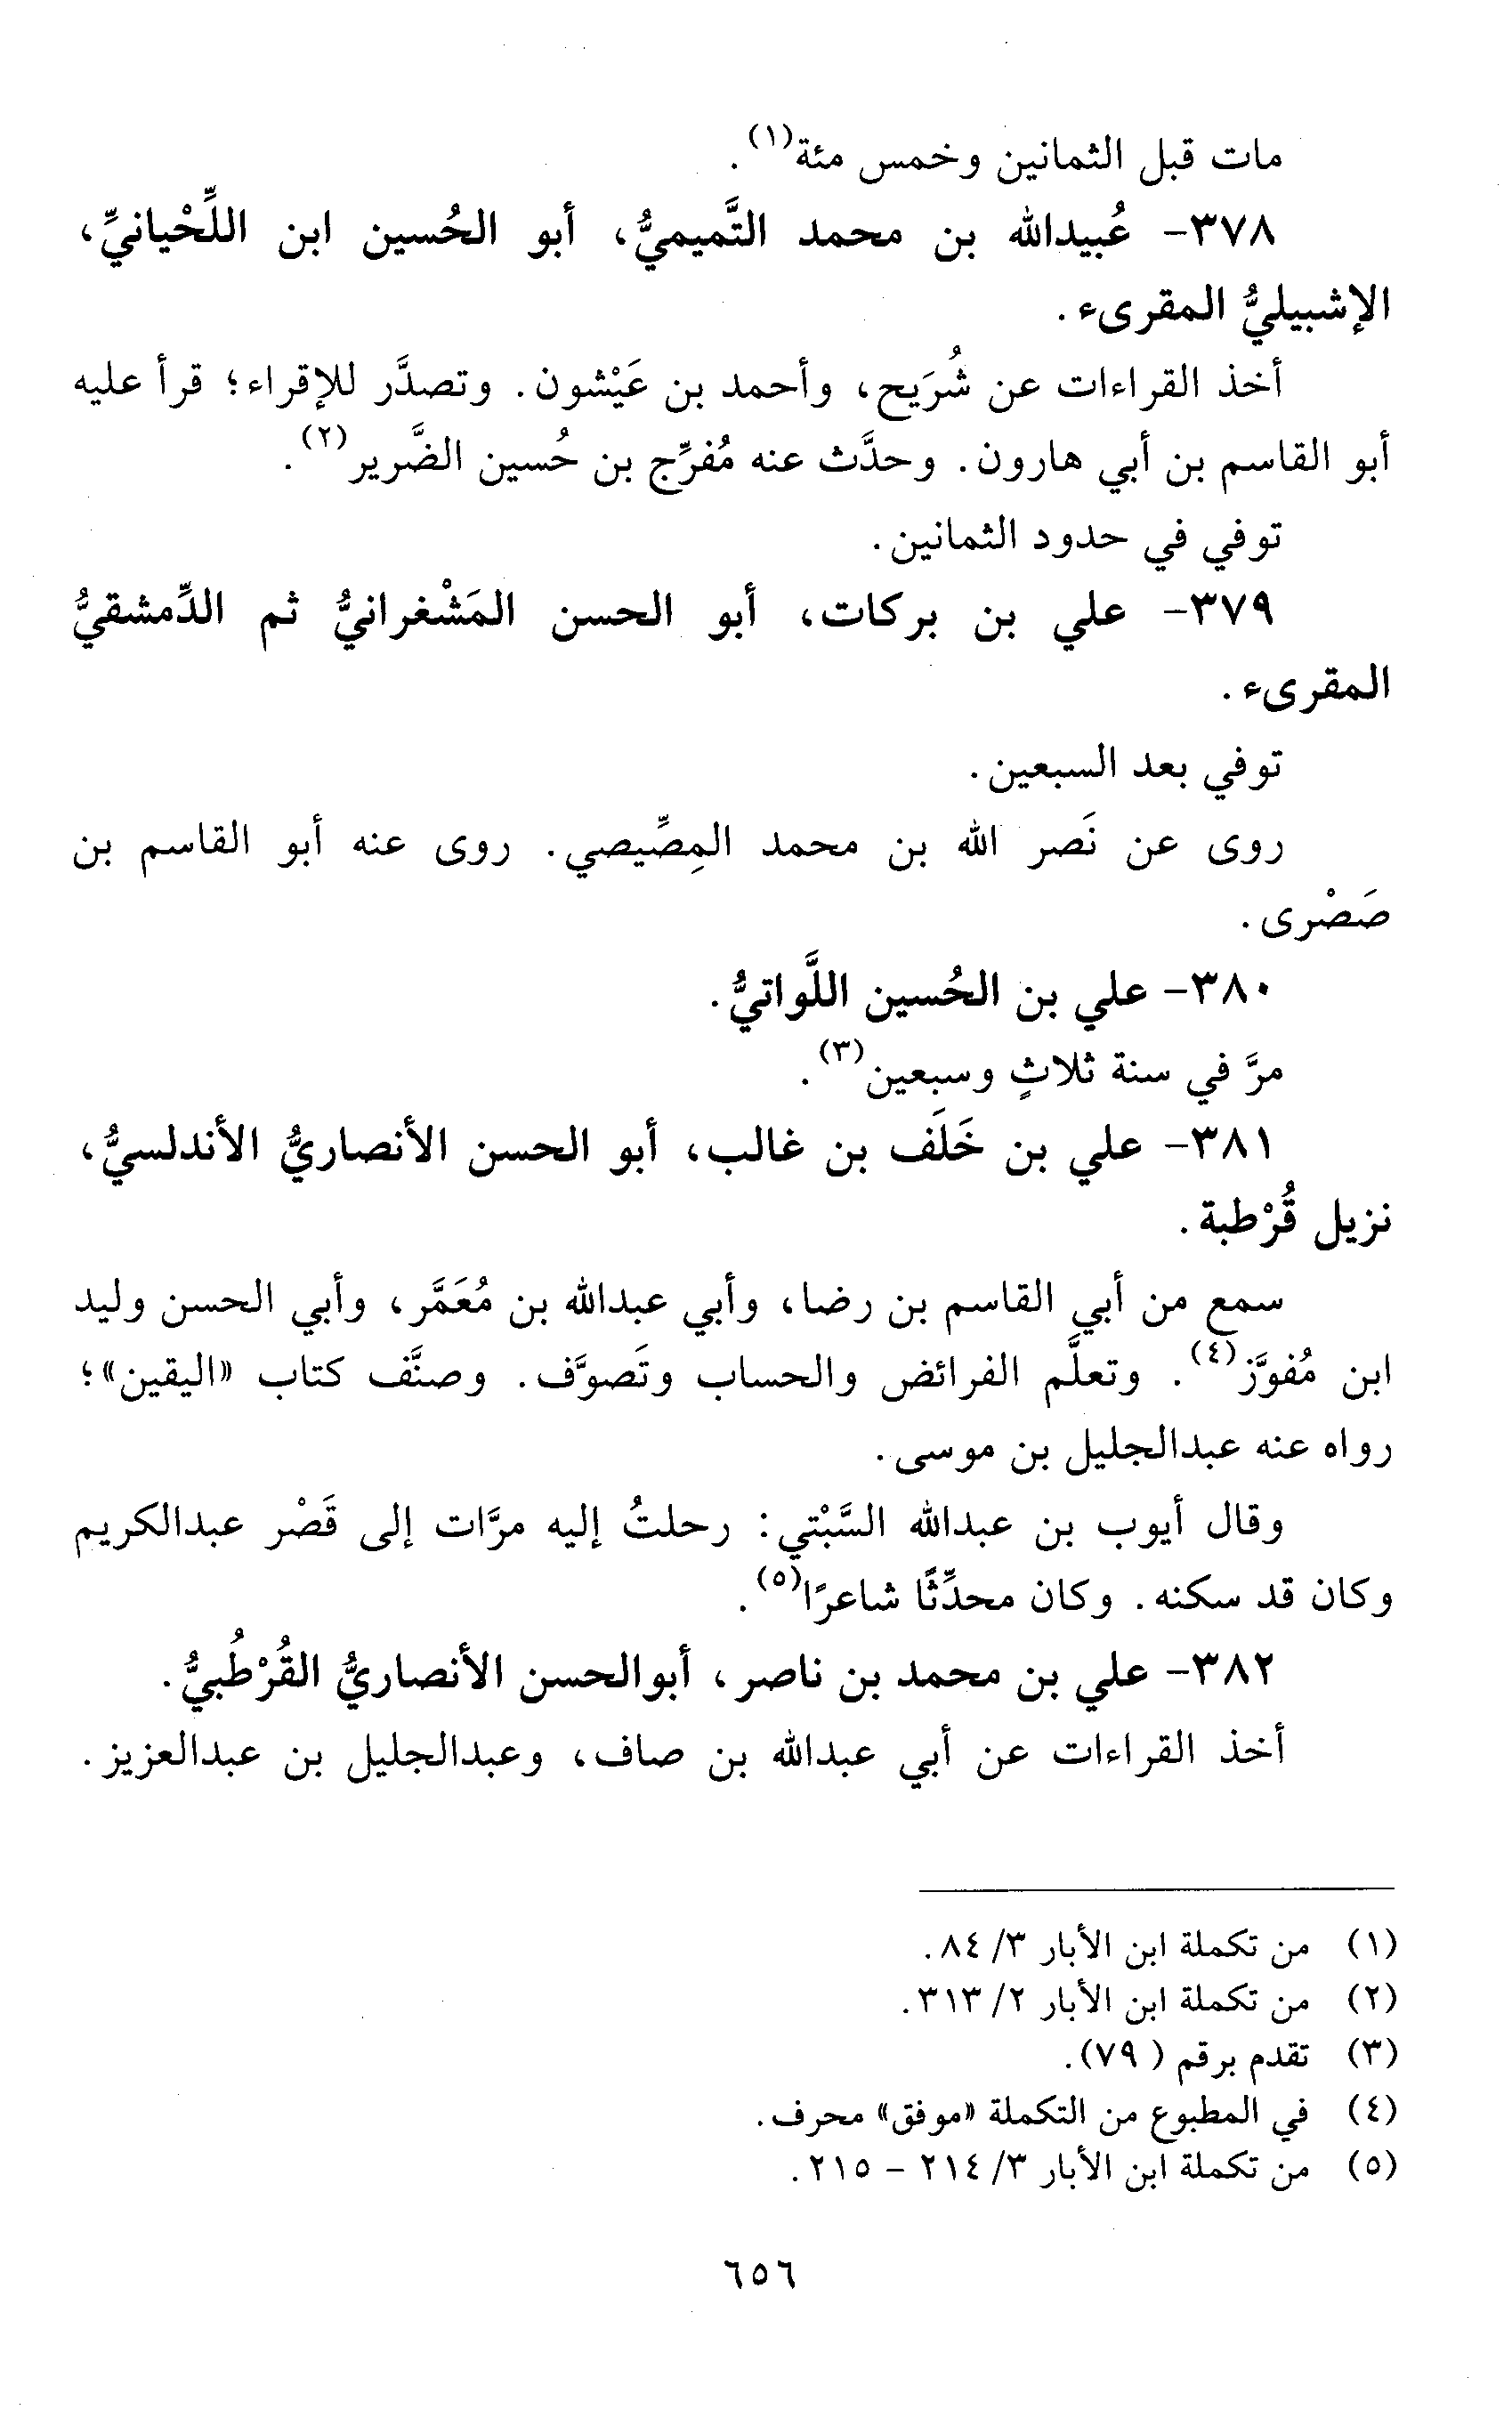 مات قبل الثمانين وخمس مئة(١).
٣٧٨- عُبيدالله بن محمد التَّميميُّ، أبو الحُسين ابن اللِّحْيانيِّ،
الإشبيليُّ المقرىء.
أخذ القراءات عن شُرَيح، وأحمد بن عَيْشون. وتصدَّر للإقراء؛ قرأ عليه
أبو القاسم بن أبي هارون. وحدَّث عنه مُفرِّج بن حُسين الضَّرير(٢).
توفي في حدود الثمانين.
٣٧٩- علي بن بركات، أبو الحسن المَشْغرانيُّ ثم الدِّمشقيُّ
المقرىء.
توفي بعد السبعين.
روى عن نَصر الله بن محمد المِصِّيصي. روى عنه أبو القاسم بن
صَصْرى.
٣٨٠- علي بن الحُسين اللَّواتيُّ.
مرَّ في سنة ثلاثٍ وسبعين(٣).
٣٨١- علي بن خَلَف بن غالب، أبو الحسن الأنصاريُّ الأندلسيُّ،
نزيل قُرْطبة.
سمع من أبي القاسم بن رضا، وأبي عبدالله بن مُعَمَّر، وأبي الحسن وليد
ابن مُفوَّز(٤). وتعلَّم الفرائض والحساب وتَصوَّف. وصنَّف كتاب «اليقين»؛
رواه عنه عبدالجليل بن موسى.
وقال أيوب بن عبدالله السَّبْتي: رحلتُ إليه مرَّات إلى قَصْر عبدالكريم
وكان قد سكنه. وكان محدِّثًا شاعرًا(٥).
٣٨٢- علي بن محمد بن ناصر، أبوالحسن الأنصاريُّ القُرْطُبيُّ.
أخذ القراءات عن أبي عبدالله بن صاف، وعبدالجليل بن عبدالعزيز.
(١) من تكملة ابن الأبار ٣/ ٨٤.
(٢) من تكملة ابن الأبار ٢/ ٣١٣.
(٣) تقدم برقم ( ٧٩).
(٤) في المطبوع من التكملة «موفق» محرف.
(٥) من تكملة ابن الأبار ٣/ ٢١٤ - ٢١٥.
٦٥٦